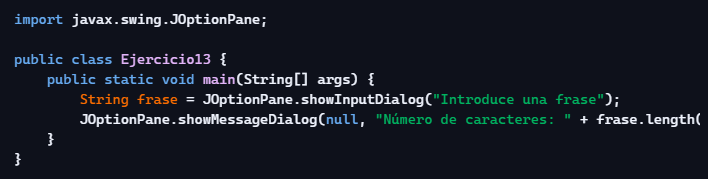 import javax.swing.JOptionPane;
public class Ejercicio13 {
public static void main(String[] args) {
String frase = JOptionPane.showInputDialog("Introduce una frase");
JOptionPane.showMessageDialog(null, "Número de caracteres: " + frase.length(
}
}